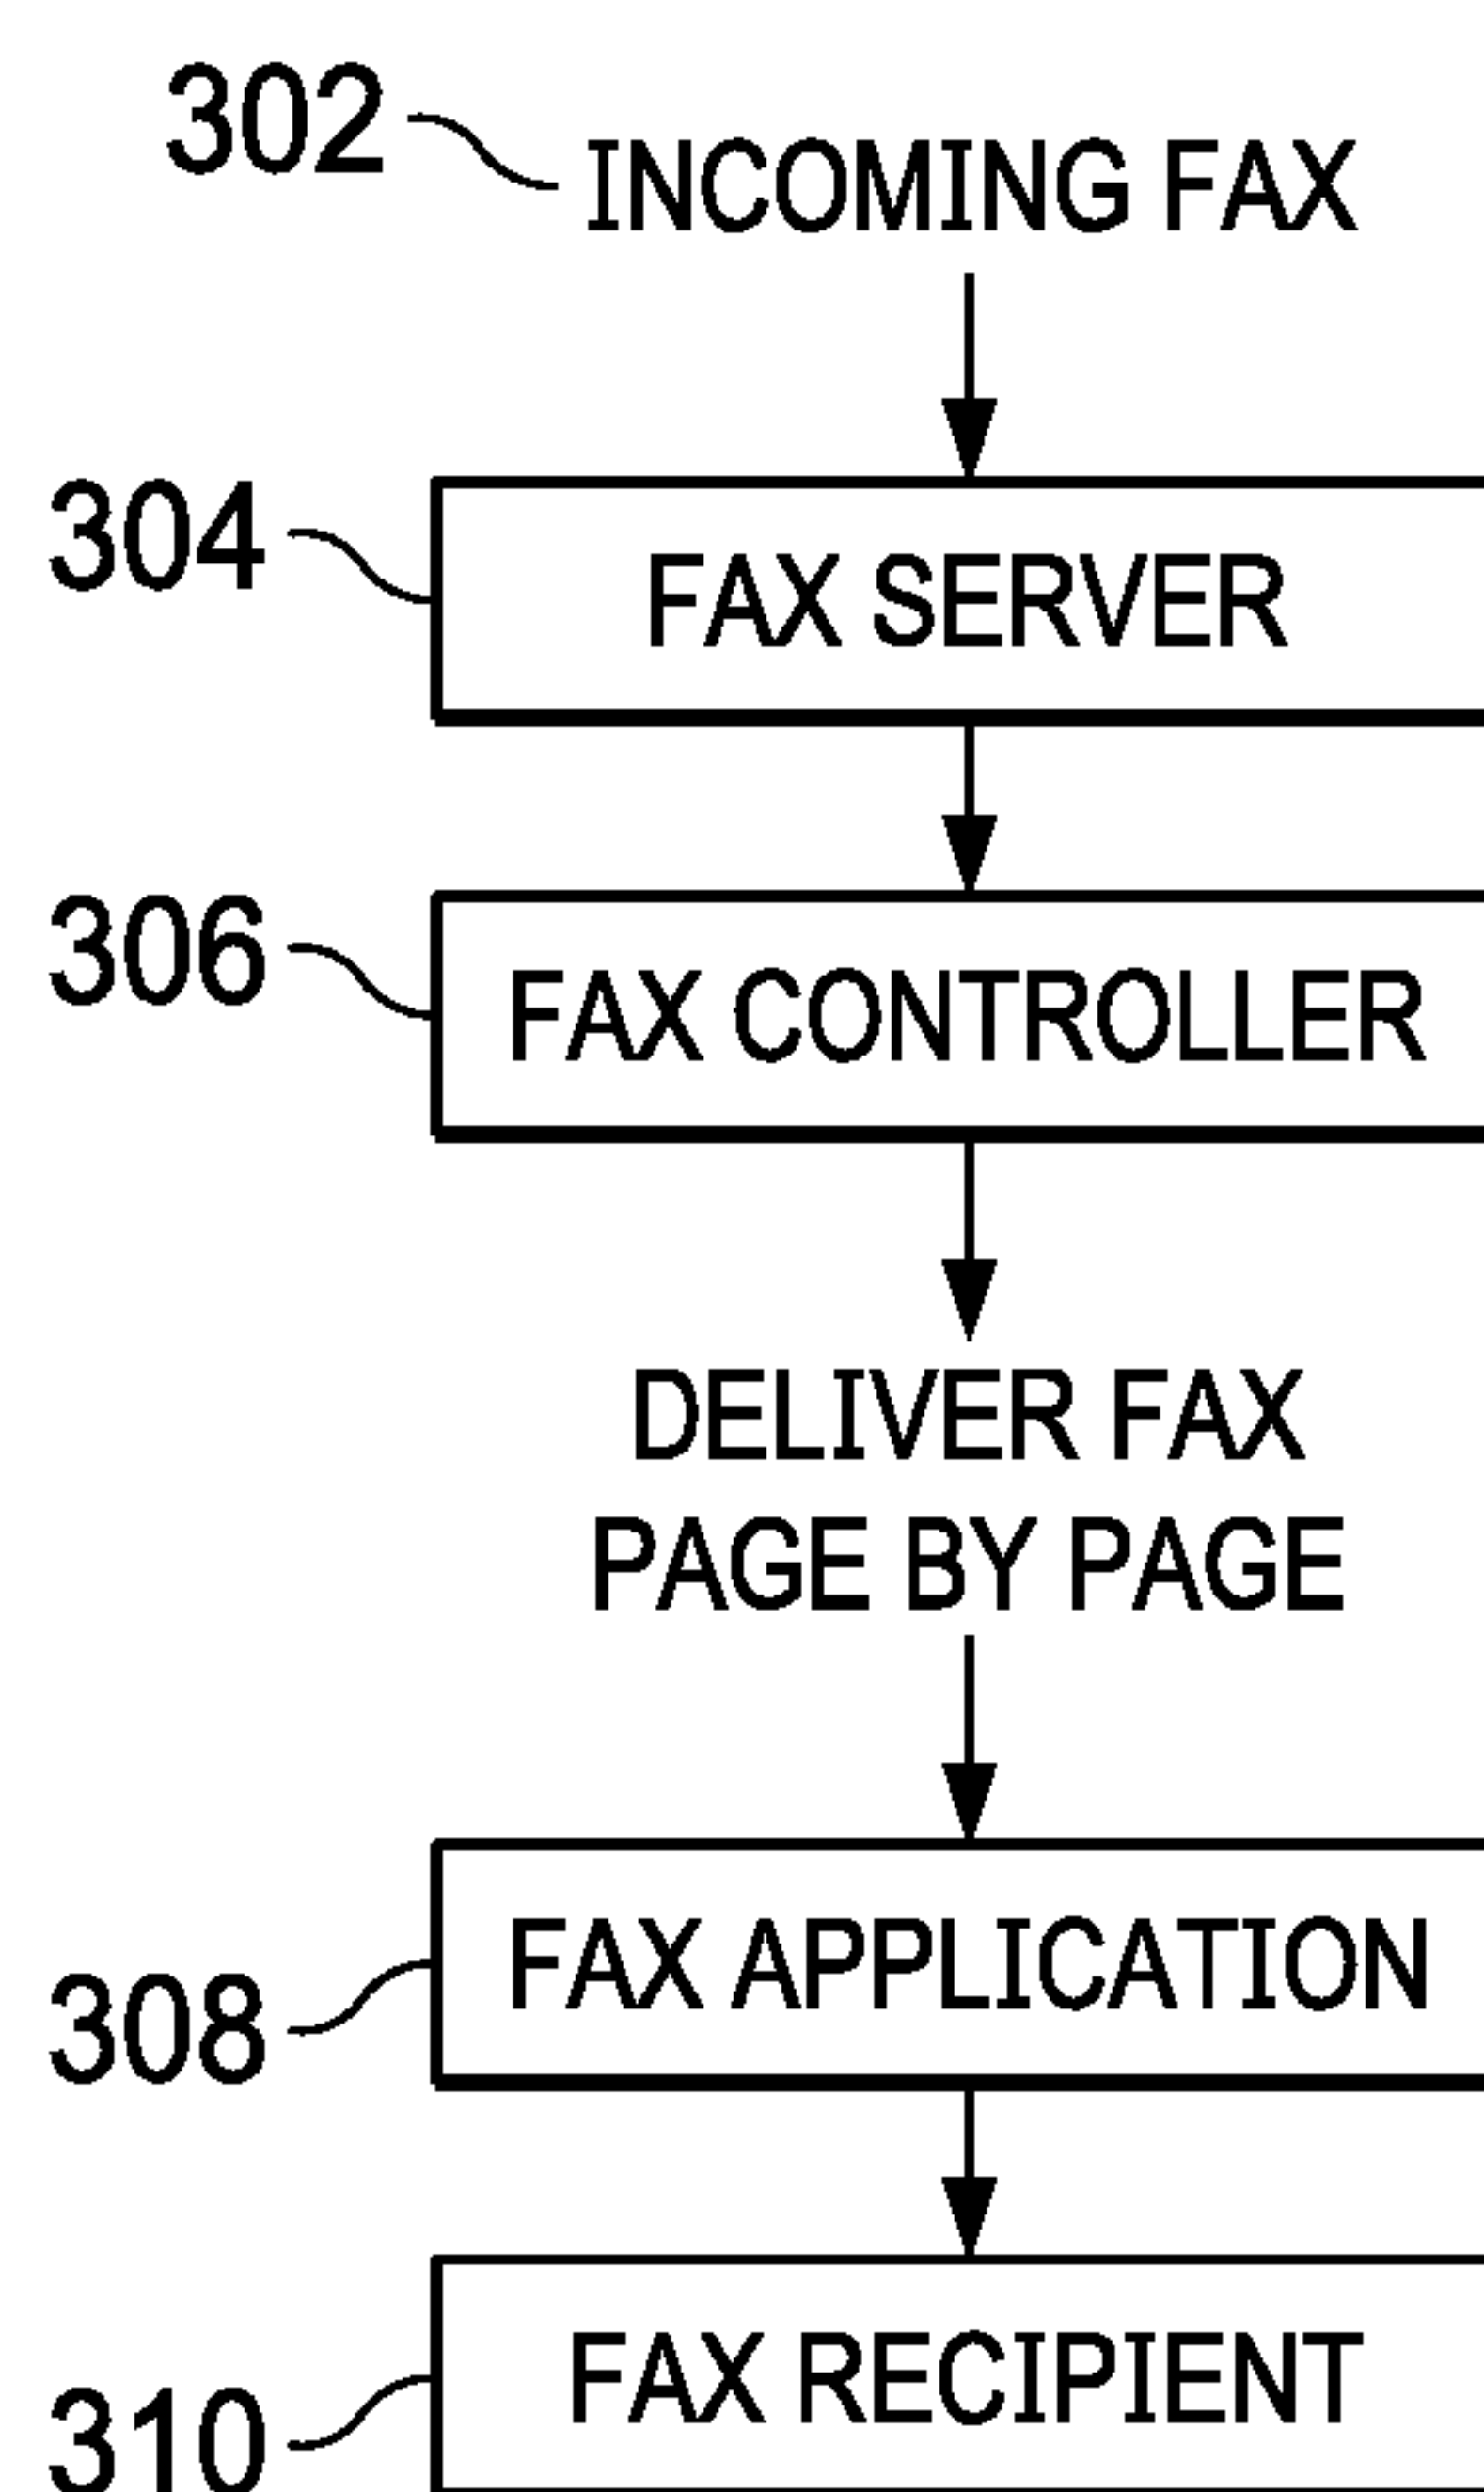 302 INCOMING FAX
304 FAX SERVER
306 FAX CONTROLLER
DELIVER FAX
PAGE BY PAGE
308 FAX APPLICATION
310 FAX RECIPIENT